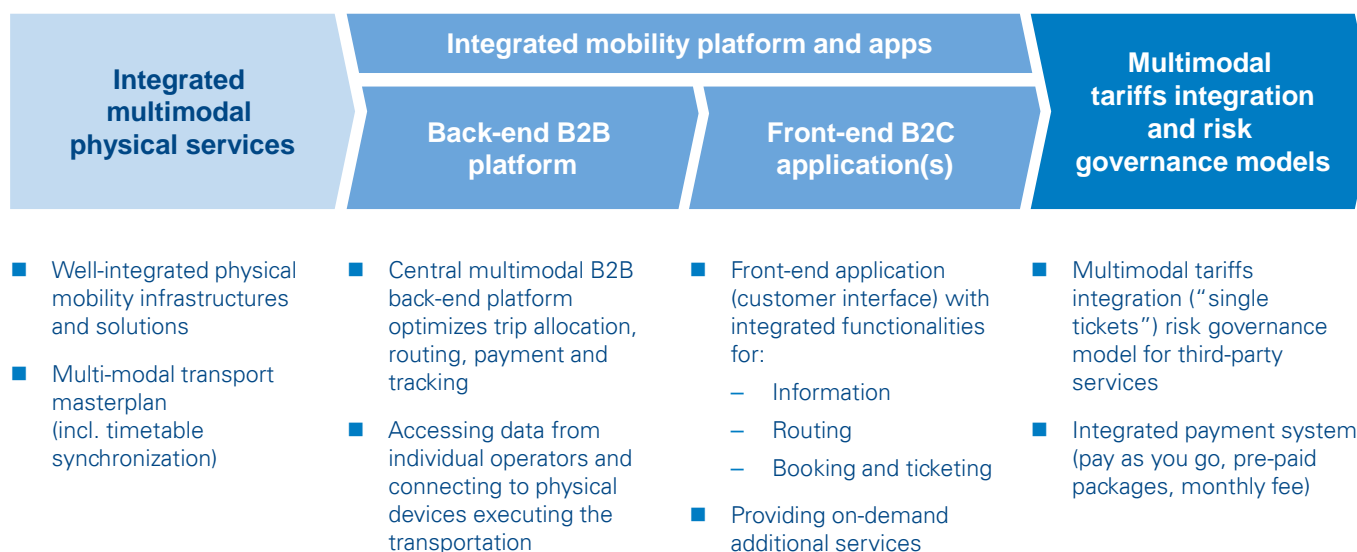 Integrated
multimodal
physical services
Integrated mobility platform and apps
Back-end B2B
platform
Front-end B2C
application(s)
Multimodal
tariffs integration
and risk
governance models
■ Well-integrated physical
mobility infrastructures
and solutions
■ Multi-modal transport
masterplan
(incl. timetable
synchronization)
■ Central multimodal B2B
back-end platform
optimizes trip allocation,
routing, payment and
tracking
■ Accessing data from
individual operators and
connecting to physical
devices executing the
transportation
■ Front-end application
(customer interface) with
integrated functionalities
for:
– Information
– Routing
– Booking and ticketing
■ Providing on-demand
additional services
■ Multimodal tariffs
integration (“single
tickets”) risk governance
model for third-party
services
■ Integrated payment system
(pay as you go, pre-paid
packages, monthly fee)